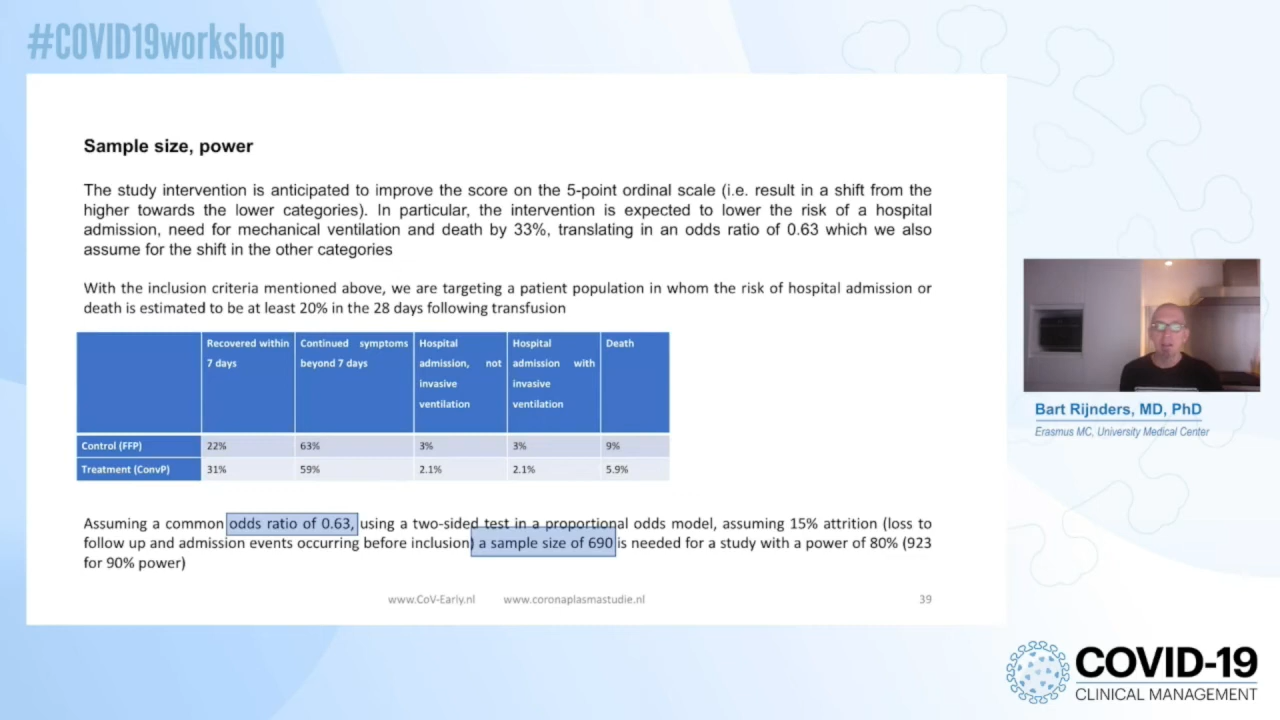 #COVID19workshop
Sample size, power
The study intervention is anticipated to improve the score on the 5-point ordinal scale (i.e. result in a shift from the
higher towards the lower categories). In particular, the intervention is expected to lower the risk of a hospital
admission, need for mechanical ventilation and death by 33%, translating in an odds ratio of 0.63 which we also
assume for the shift in the other categories
With the inclusion criteria mentioned above, we are targeting a patient population in whom the risk of hospital admission or
death is estimated to be at least 20% in the 28 days following transfusion
Recovered within 7 days
Continued symptoms beyond 7 days
Hospital admission, not invasive ventilation
Hospital admission with invasive ventilation
Death
Control (FFP) 22% 63% 3% 3% 9%
Treatment (ConvP) 31% 59% 2.1% 2.1% 5.9%
Assuming a common odds ratio of 0.63, using a two-sided test in a proportional odds model, assuming 15% attrition (loss to
follow up and admission events occurring before inclusion) a sample size of 690 is needed for a study with a power of 80% (923
for 90% power)
www.CoV-Early.nl www.coronaplasmastudie.nl 39
Bart Rijnders, MD, PhD
Erasmus MC, University Medical Center
COVID-19
CLINICAL MANAGEMENT